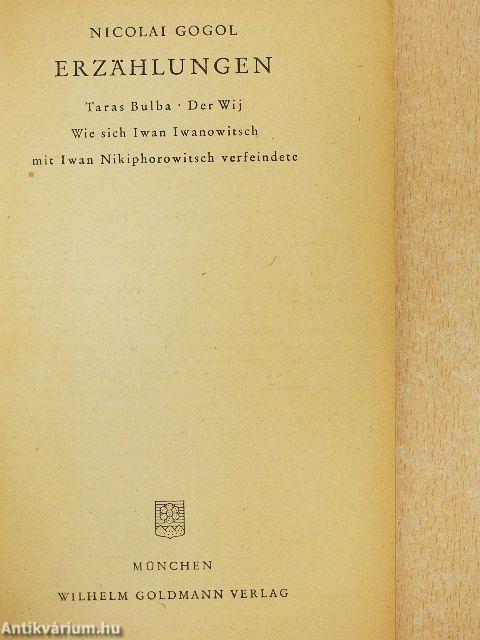 NICOLAI GOGOL
ERZÄHLUNGEN
Taras Bulba · Der Wij
Wie sich Iwan Iwanowitsch
mit Iwan Nikiphorowitsch verfeindete
MÜNCHEN
WILHELM GOLDMANN VERLAG
Antikvárium.hu